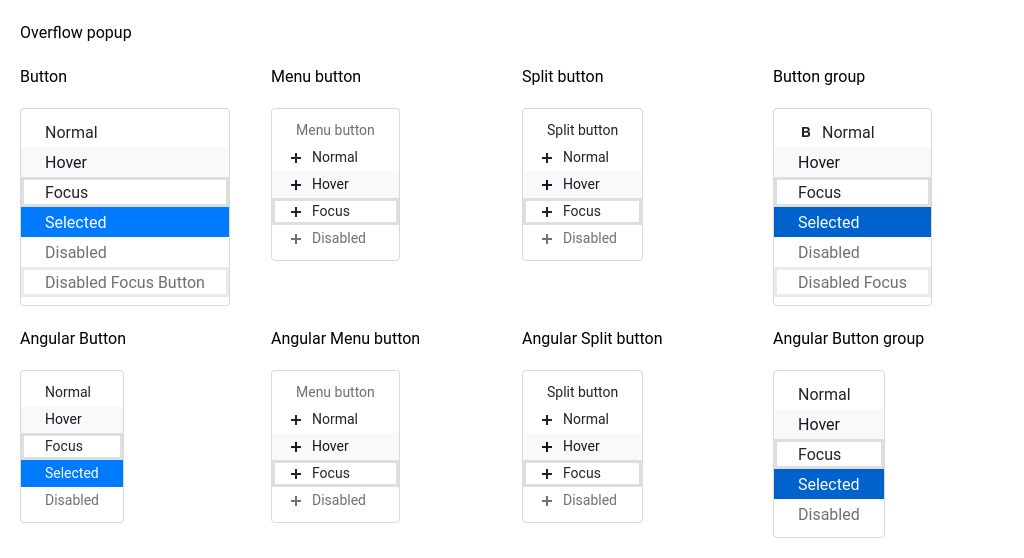 Overflow popup
Button
Normal
Hover
Focus
Selected
Disabled
Disabled Focus Button
Menu button
Menu button
Normal
Hover
Focus
Disabled
Split button
Split button
Normal
Hover
Focus
Disabled
Button group
B Normal
Hover
Focus
Selected
Disabled
Disabled Focus
Angular Button
Normal
Hover
Focus
Selected
Disabled
Angular Menu button
Menu button
Normal
Hover
Focus
Disabled
Angular Split button
Split button
Normal
Hover
Focus
Disabled
Angular Button group
Normal
Hover
Focus
Selected
Disabled